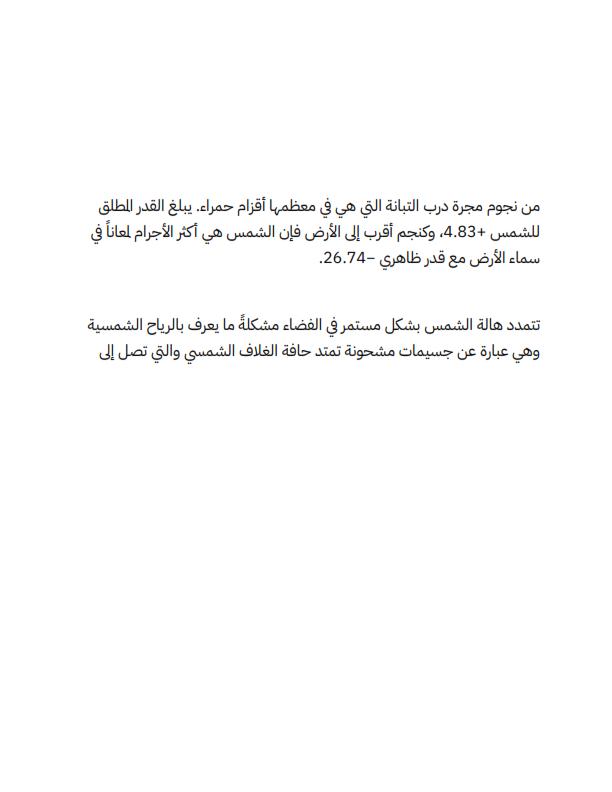 من نجوم مجرة درب التبانة التي هي في معظمها أقزام حمراء. يبلغ القدر المطلق
للشمس +4.83، وكنجم أقرب إلى الأرض فإن الشمس هي أكثر الأجرام لمعاناً في
سماء الأرض مع قدر ظاهري −26.74.
تتمدد هالة الشمس بشكل مستمر في الفضاء مشكلةً ما يعرف بالرياح الشمسية
وهي عبارة عن جسيمات مشحونة تمتد حافة الغلاف الشمسي والتي تصل إلى